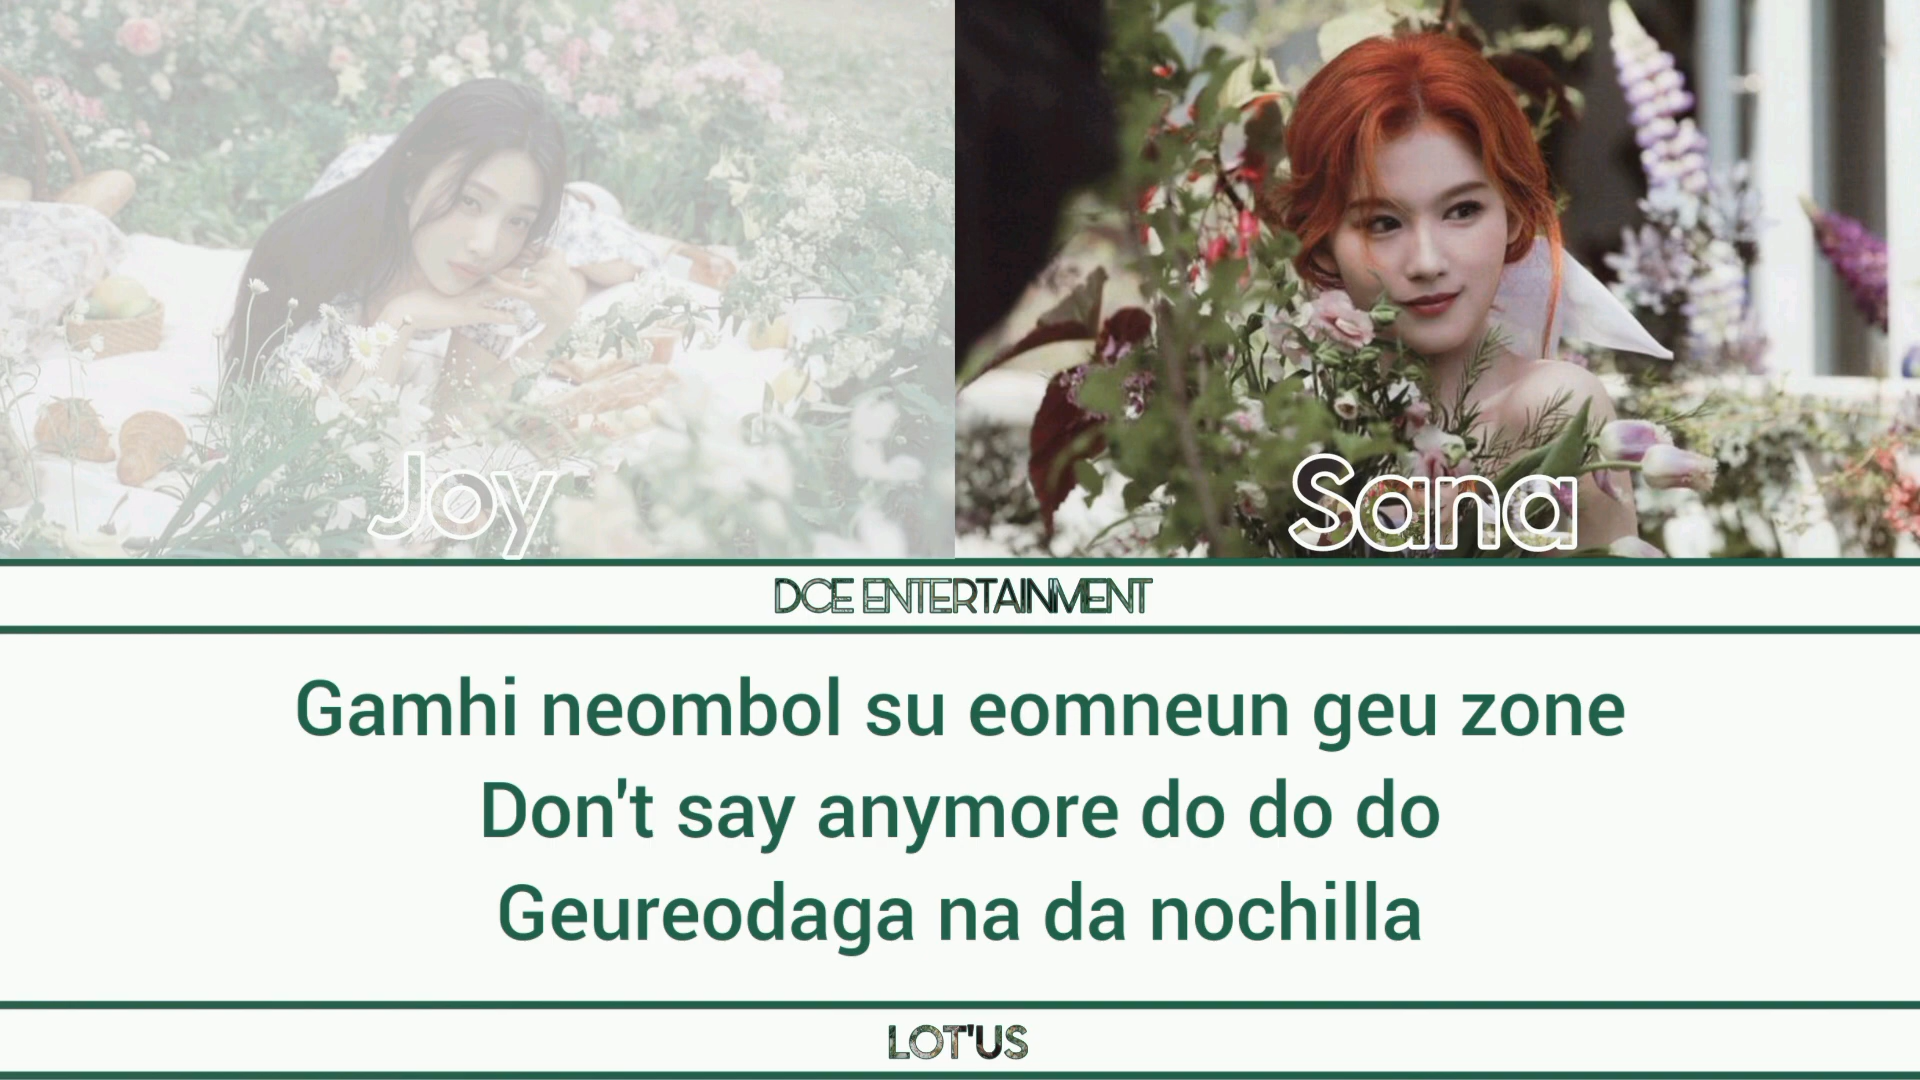 Joy
Sana
DCE ENTERTAINMENT
Gamhi neombol su eomneun geu zone
Don't say anymore do do do
Geureodaga na da nochilla
LOT'US